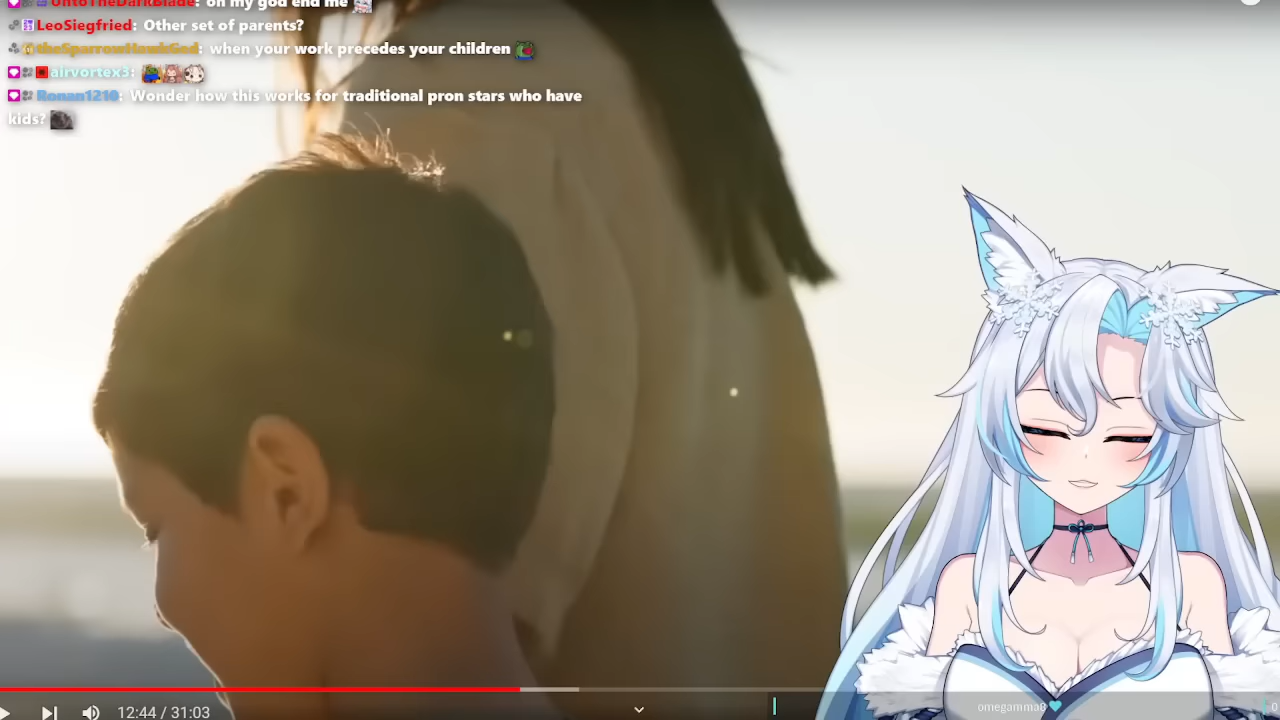 UntoTheDarkBlade: oh my god end me
LeoSiegfried: Other set of parents?
theSparrowHawkGod: when your work precedes your children
airvortex3:
Ronan1210: Wonder how this works for traditional pron stars who have
kids?
12:44 / 31:03
omegamma8
0